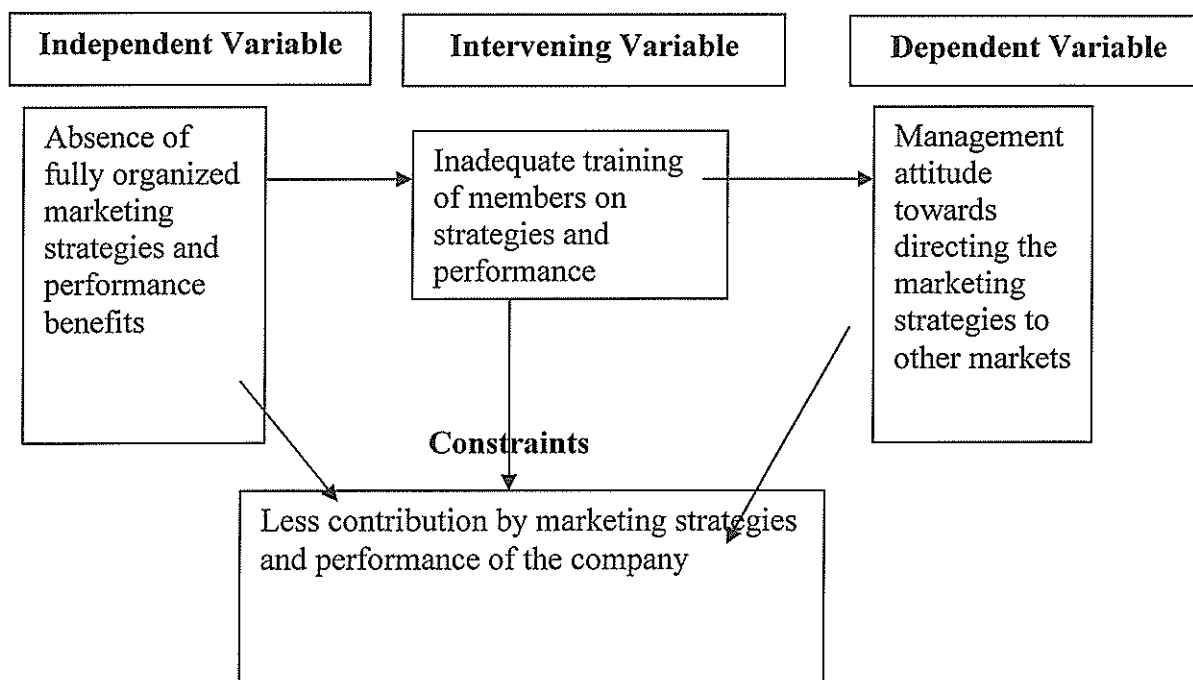 Independent Variable
Intervening Variable
Dependent Variable
Absence of
fully organized
marketing
strategies and
performance
benefits
Inadequate training
of members on
strategies and
performance
Management
attitude
towards
directing the
marketing
strategies to
other markets
Constraints
Less contribution by marketing strategies
and performance of the company